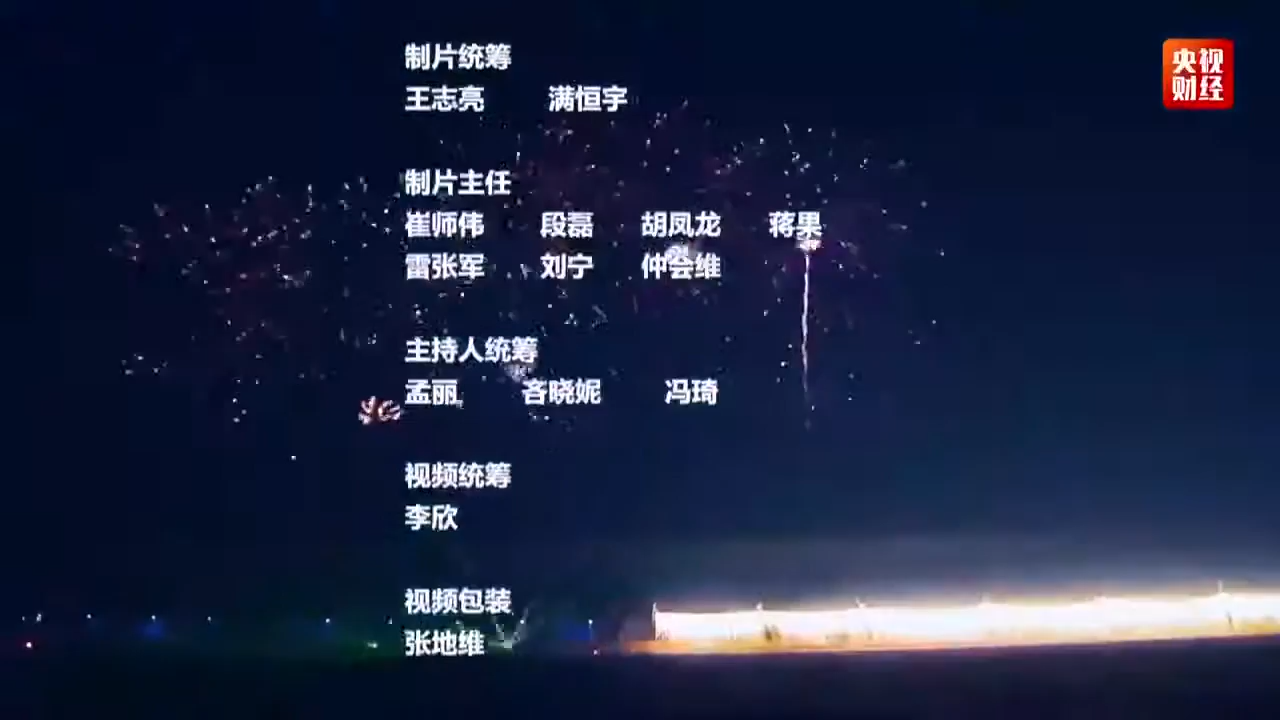 制片统筹
王志亮 满恒宇
制片主任
崔师伟 段磊 胡凤龙 蒋果
雷张军 刘宁 仲会维
主持人统筹
孟丽 吝晓妮 冯琦
视频统筹
李欣
视频包装
张地维
央视
财经